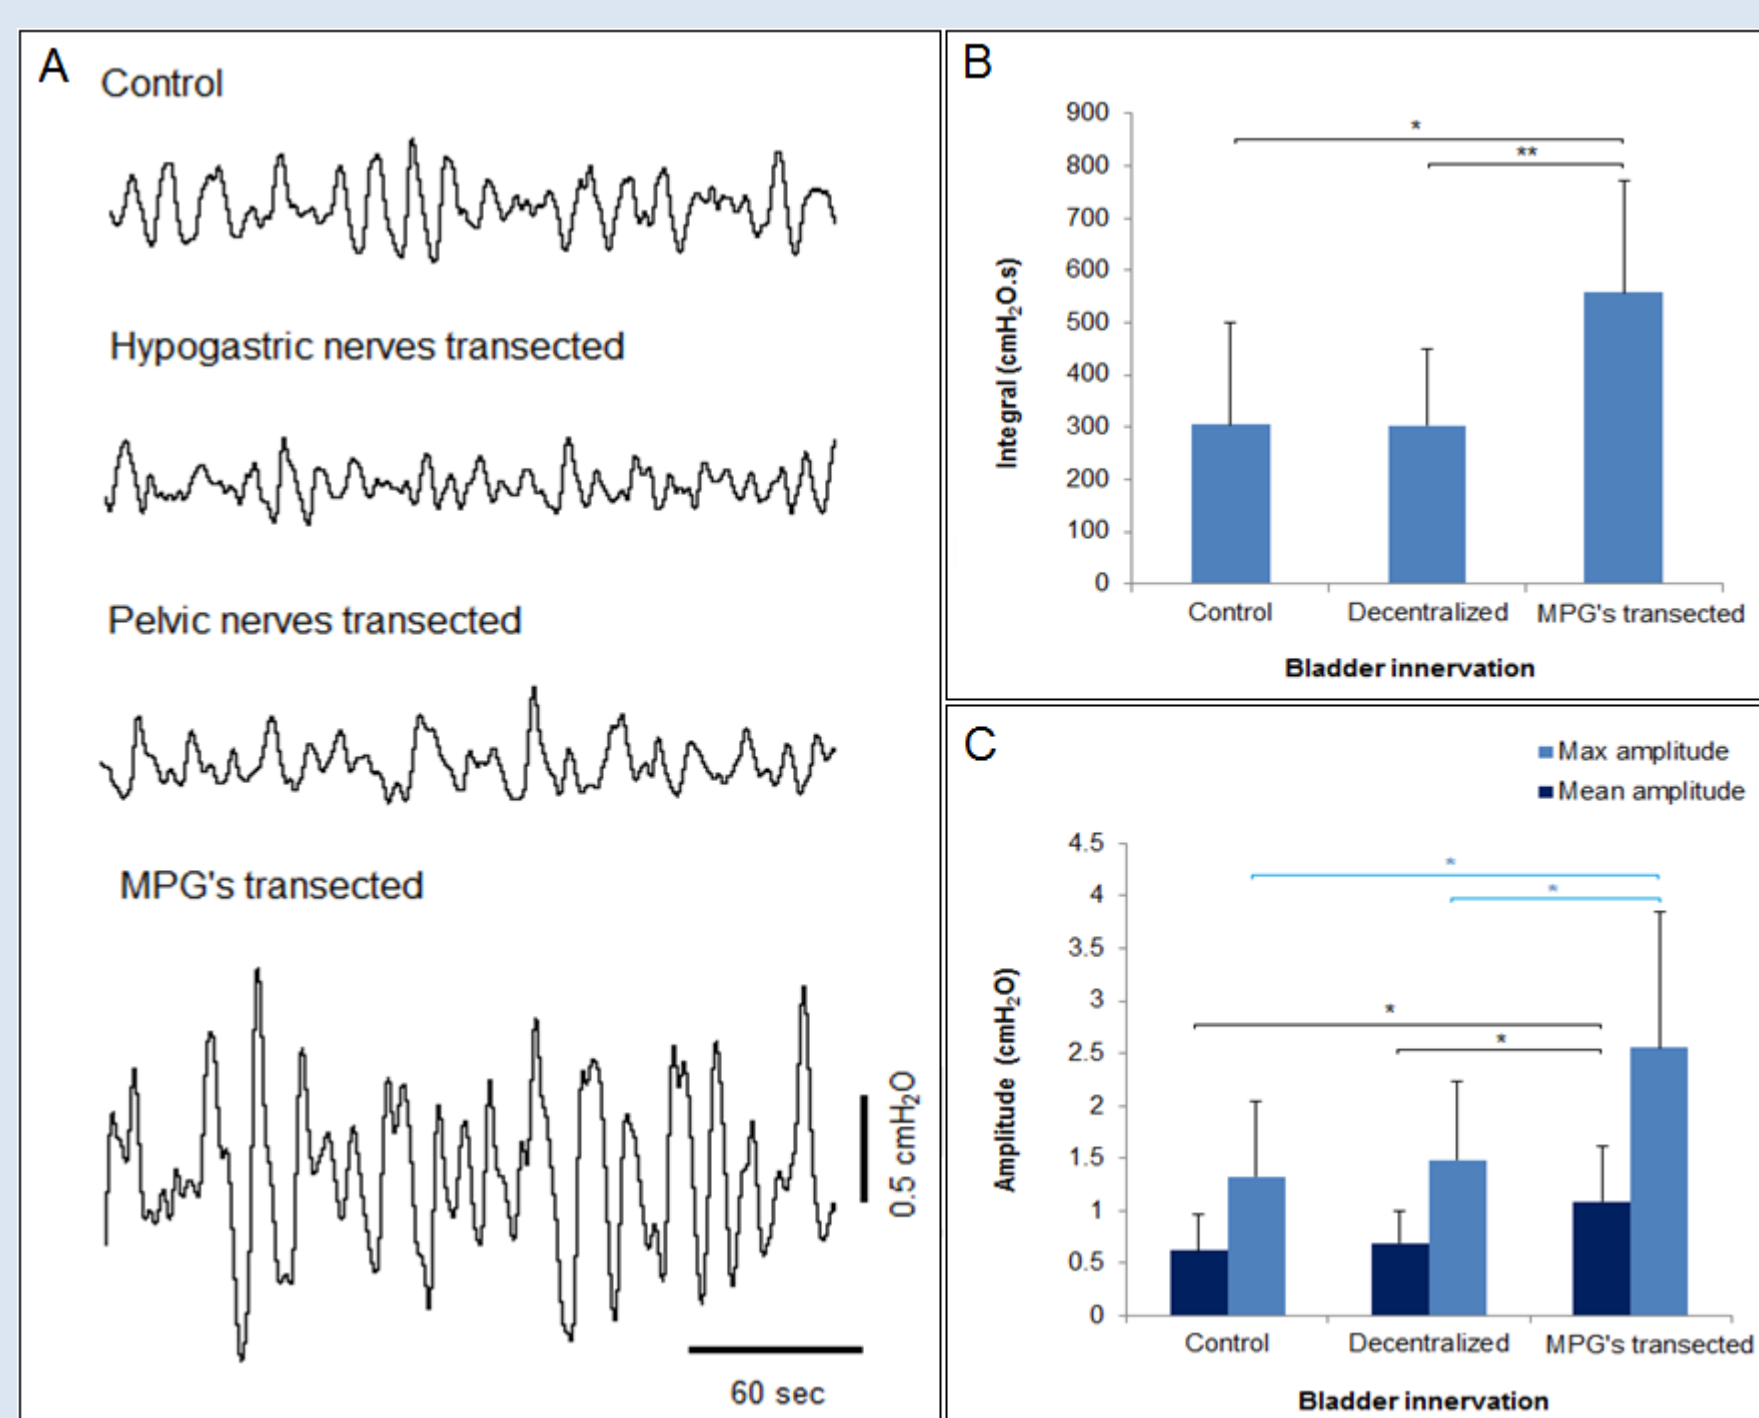 A
Control
Hypogastric nerves transected
Pelvic nerves transected
MPG's transected
0.5 cmH₂O
60 sec
B
900
800
700
600
500
400
300
200
100
0
Integral (cmH₂O.s)
*
**
Control Decentralized MPG's transected
Bladder innervation
C
Max amplitude
Mean amplitude
4.5
4
3.5
3
2.5
2
1.5
1
0.5
0
Amplitude (cmH₂O)
*
*
*
*
Control Decentralized MPG's transected
Bladder innervation